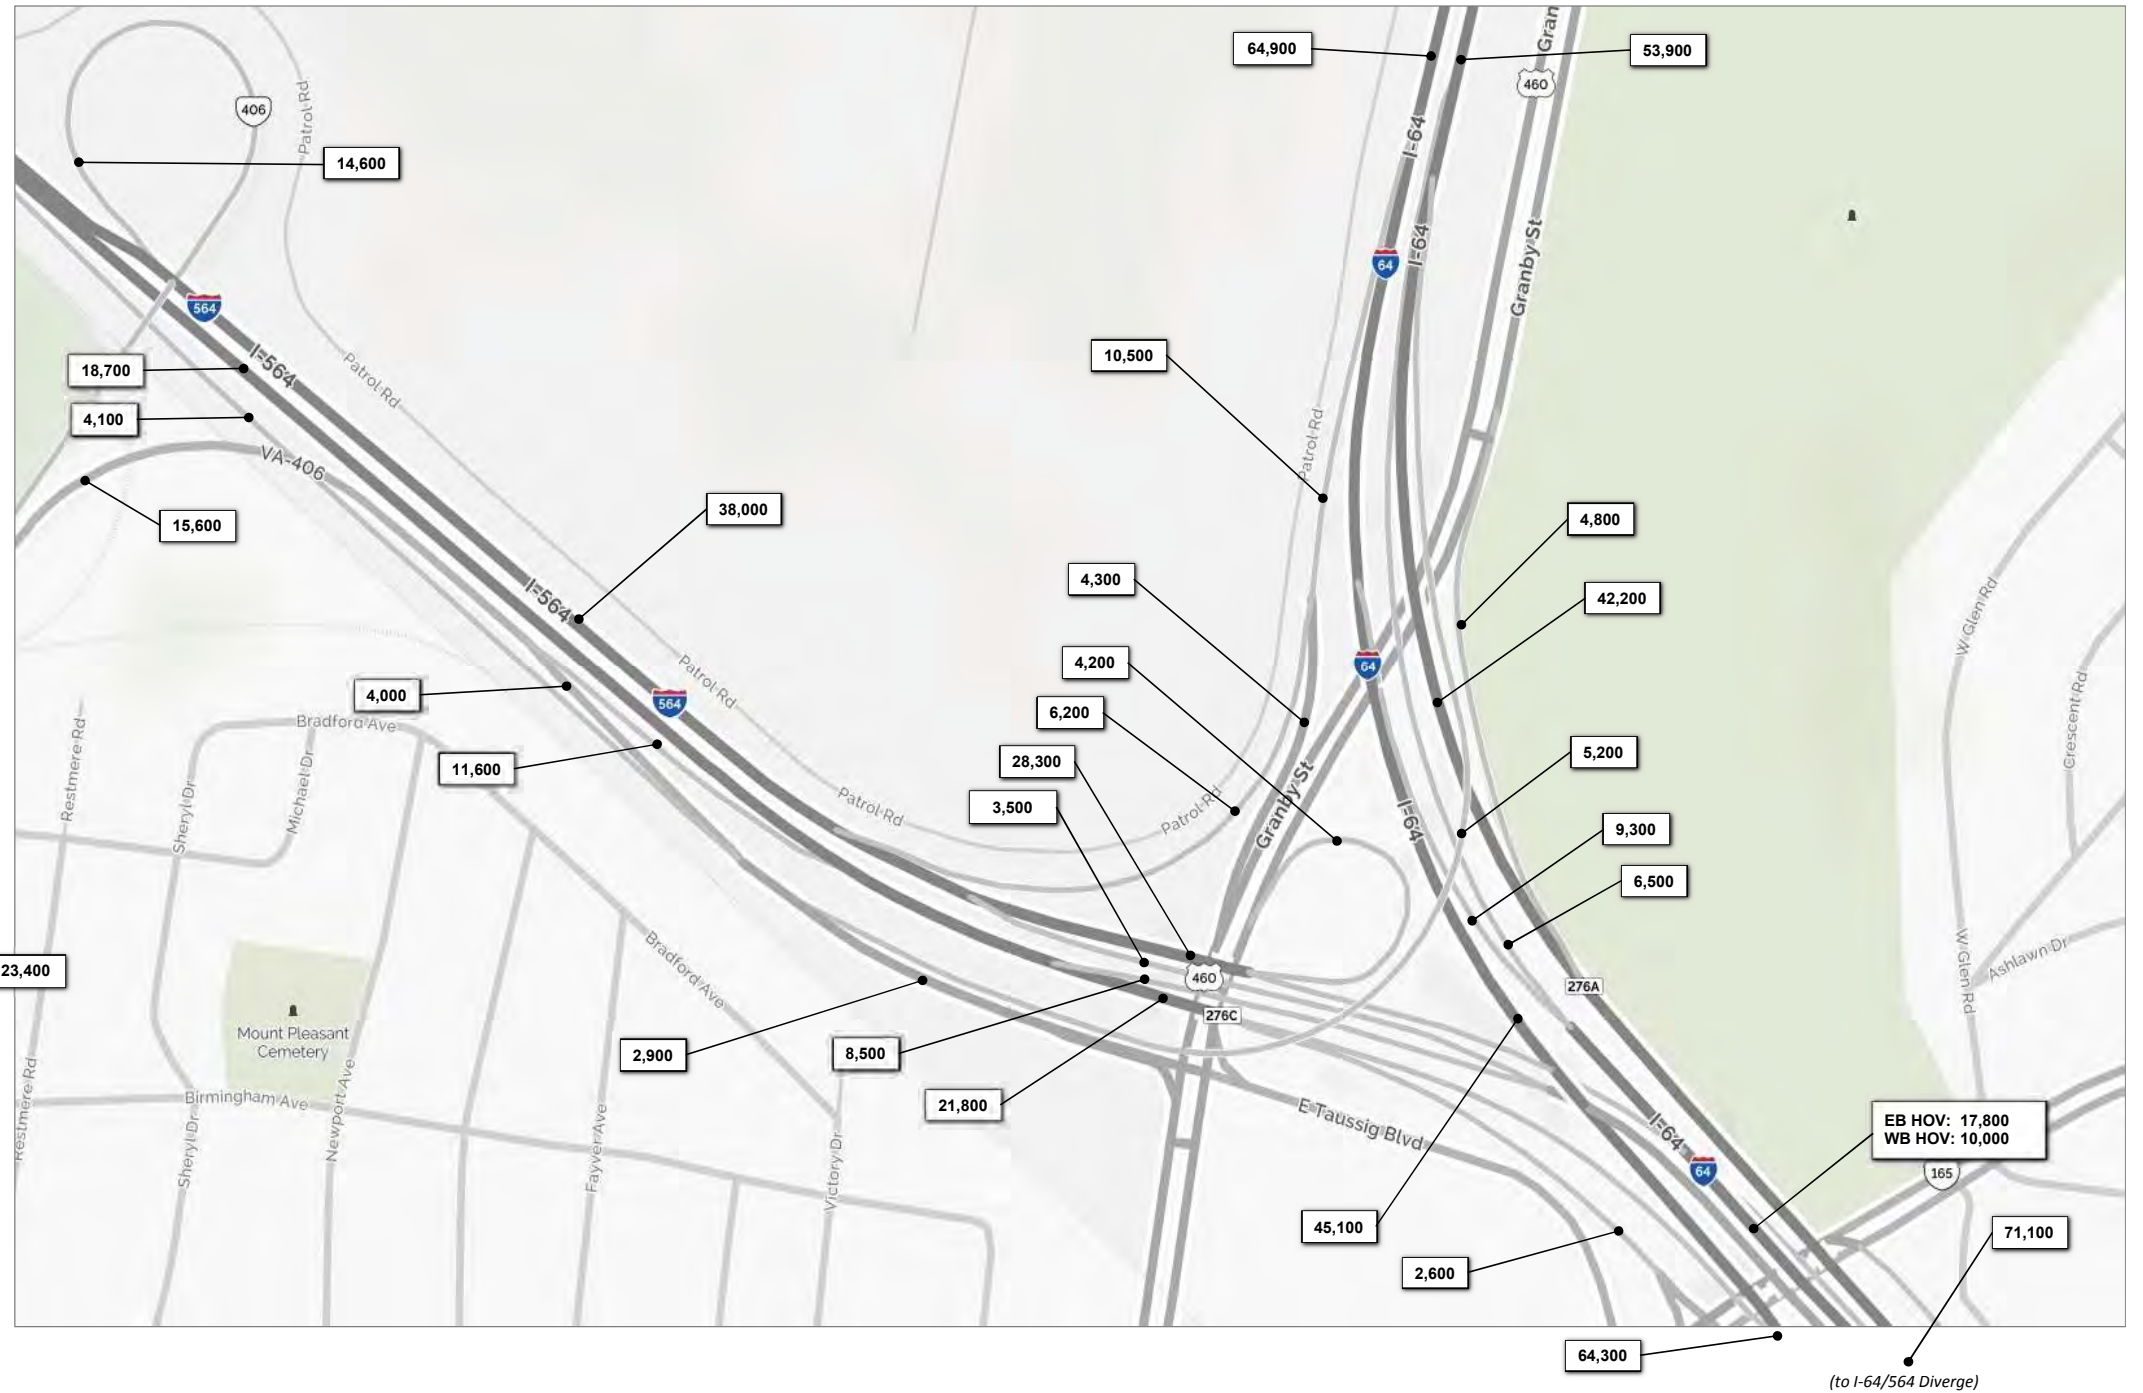 Gran
64,900
53,900
460
406
Patrol Rd
14,600
I-64
I-64
Granby St
64
564
I-564
18,700
10,500
Patrol Rd
4,100
VA-406
Patrol Rd
15,600
38,000
4,800
4,300
42,200
I-564
W Glen Rd
4,200
64
4,000
Patrol Rd
564
6,200
Crescent Rd
Bradford Ave
Restmere Rd
Michael Dr
Sheryl Dr
11,600
28,300
5,200
3,500
Patrol Rd
Patrol Rd
Granby St
I-64
9,300
6,500
Bradford Ave
23,400
460
W Glen Rd
Ashlawn Dr
276A
276C
Mount Pleasant
Cemetery
2,900
8,500
21,800
Restmere Rd
Birmingham Ave
Newport Ave
Sheryl Dr
Fayver Ave
Victory Dr
E Taussig Blvd
I-64
64
EB HOV: 17,800
WB HOV: 10,000
165
45,100
71,100
2,600
64,300
(to I-64/564 Diverge)